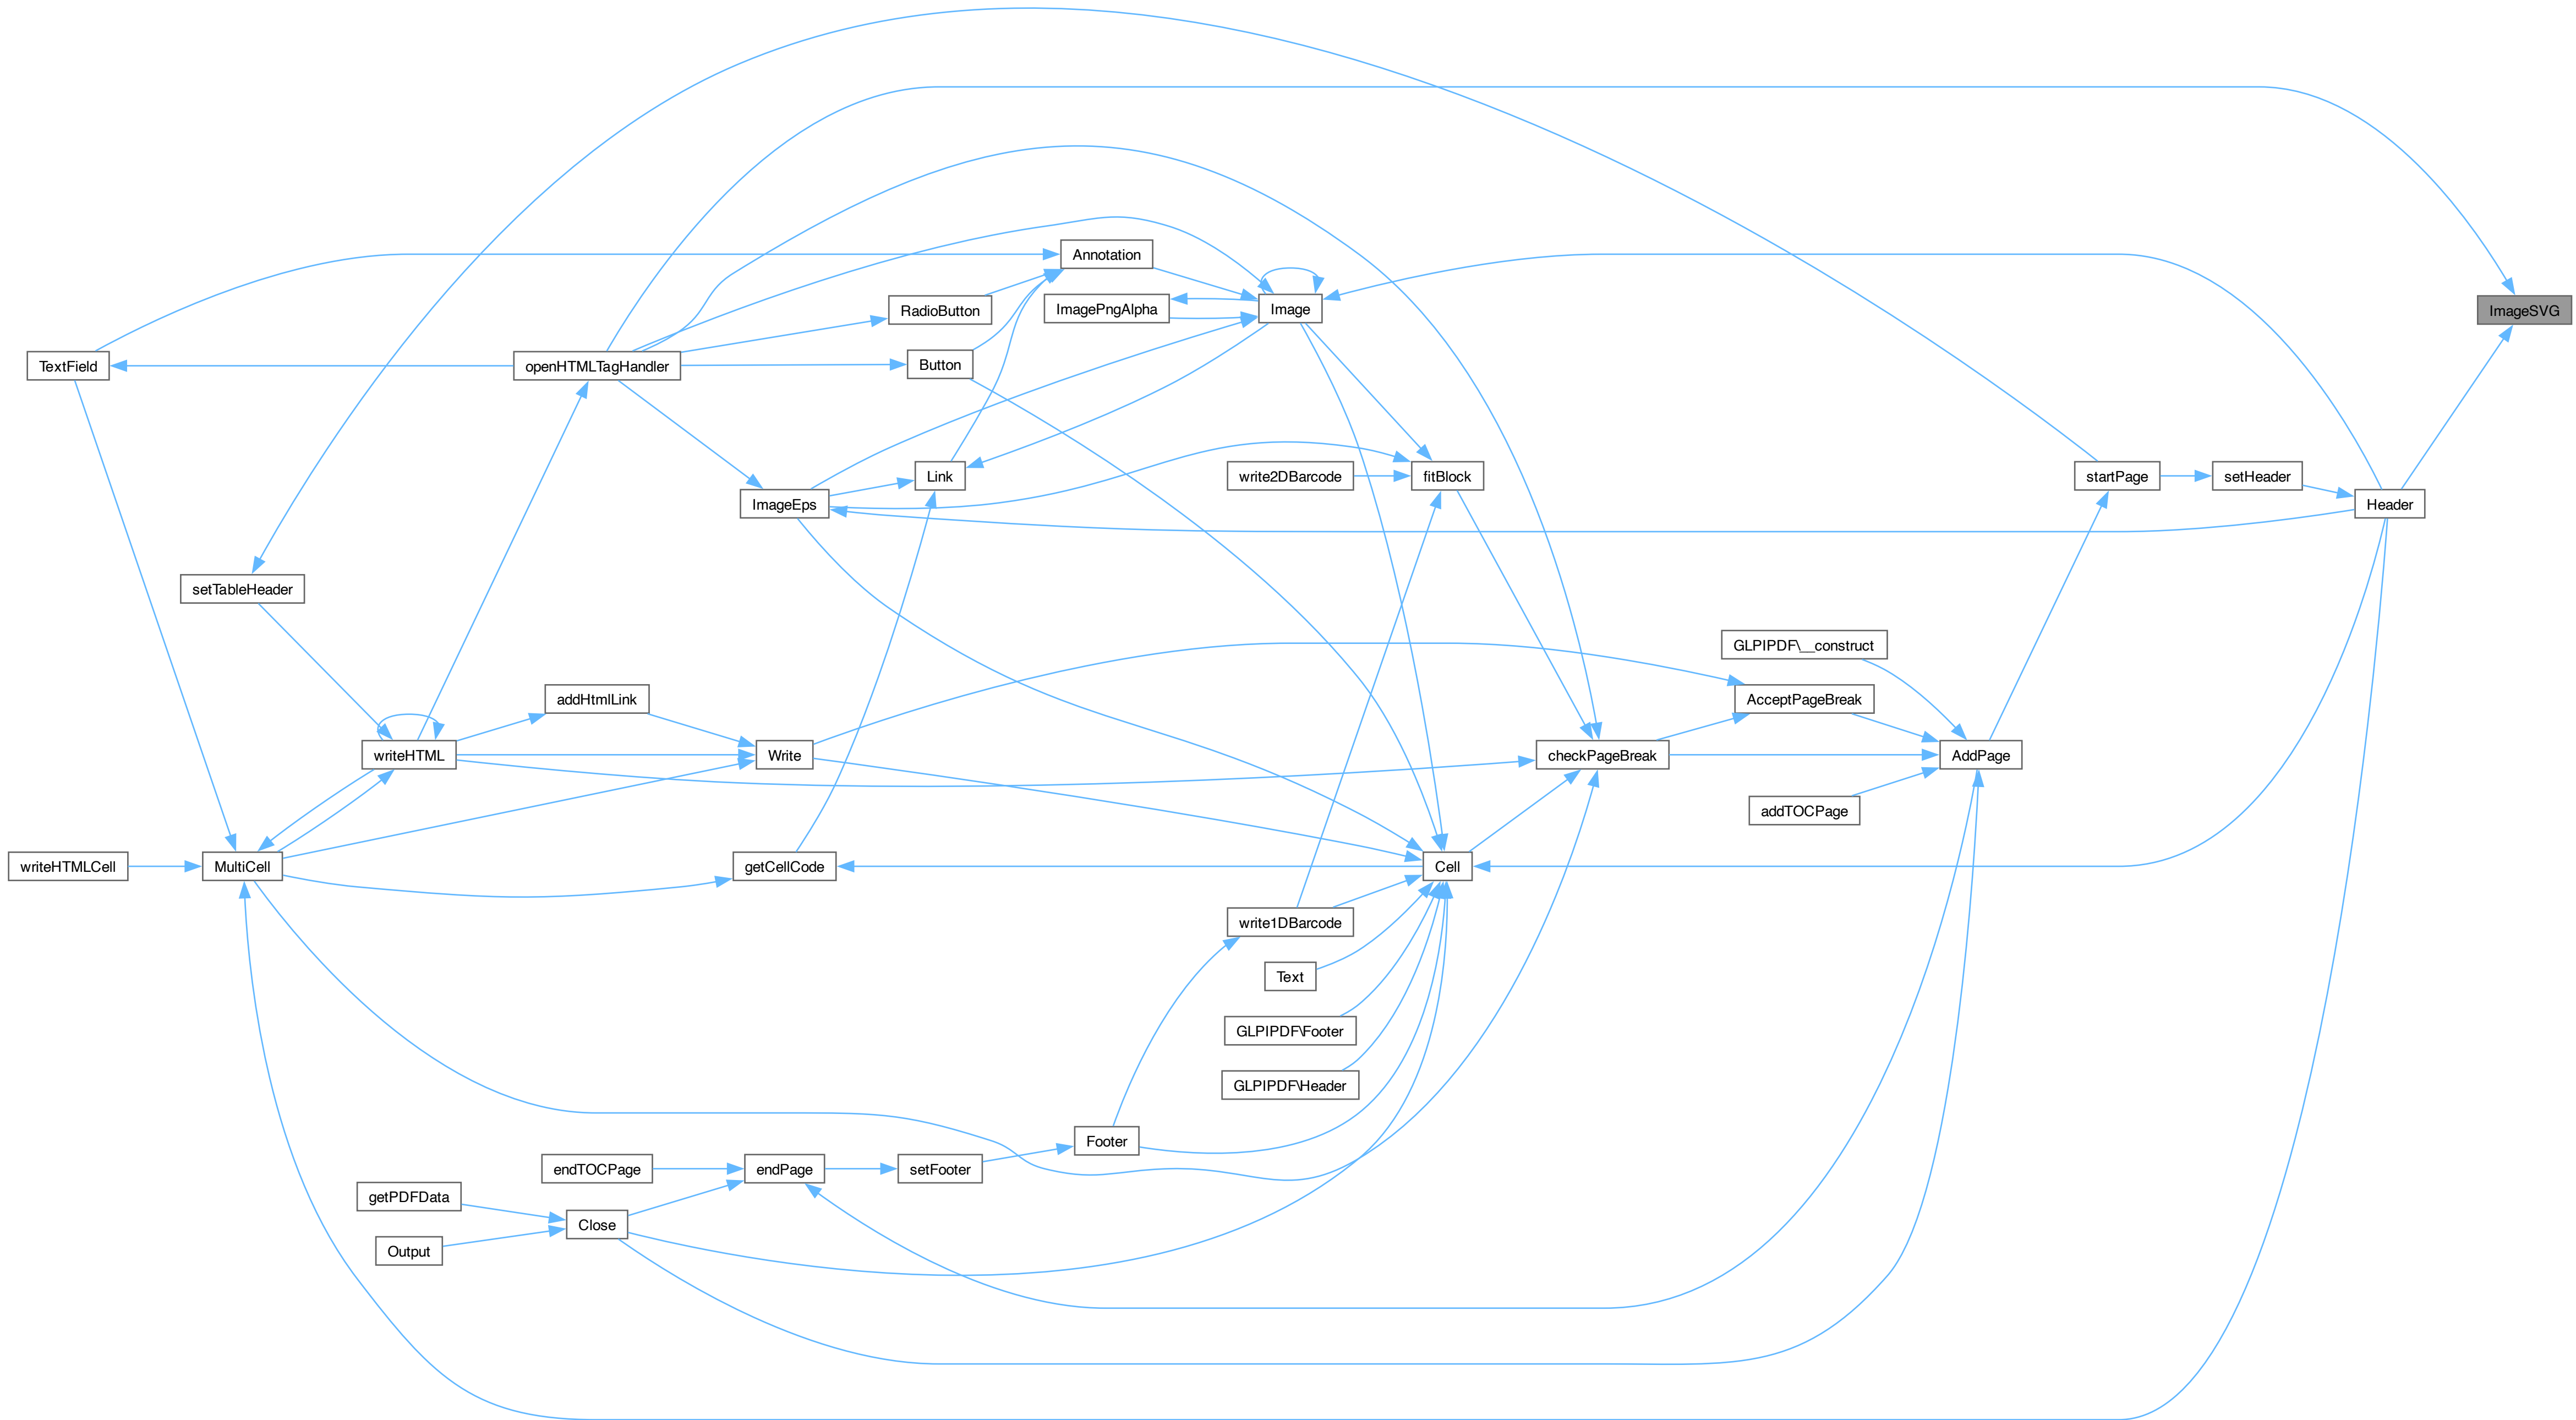 Annotation
ImageSVG
RadioButton
ImagePngAlpha
Image
TextField
openHTMLTagHandler
Button
Link
write2DBarcode
fitBlock
startPage
setHeader
ImageEps
Header
setTableHeader
GLPIPDF\__construct
addHtmlLink
AcceptPageBreak
writeHTML
Write
checkPageBreak
AddPage
addTOCPage
writeHTMLCell
MultiCell
getCellCode
Cell
write1DBarcode
Text
GLPIPDF\Footer
GLPIPDF\Header
Footer
endTOCPage
endPage
setFooter
getPDFData
Close
Output